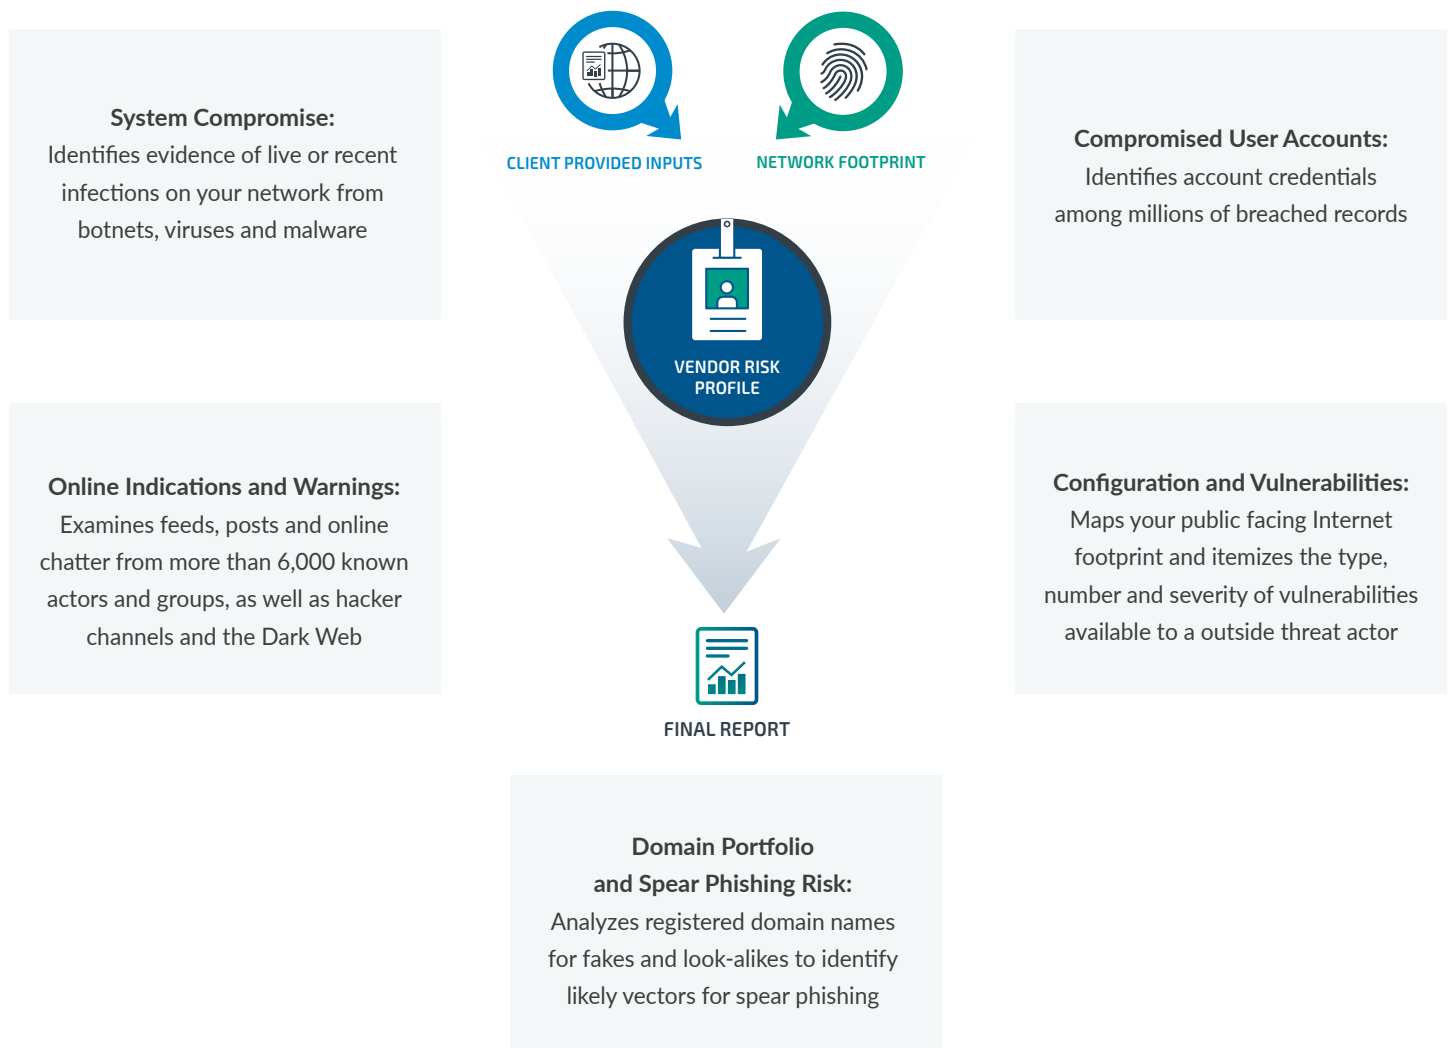 System Compromise:
Identifies evidence of live or recent
infections on your network from
botnets, viruses and malware
CLIENT PROVIDED INPUTS
NETWORK FOOTPRINT
Compromised User Accounts:
Identifies account credentials
among millions of breached records
VENDOR RISK
PROFILE
Online Indications and Warnings:
Examines feeds, posts and online
chatter from more than 6,000 known
actors and groups, as well as hacker
channels and the Dark Web
Configuration and Vulnerabilities:
Maps your public facing Internet
footprint and itemizes the type,
number and severity of vulnerabilities
available to a outside threat actor
FINAL REPORT
Domain Portfolio
and Spear Phishing Risk:
Analyzes registered domain names
for fakes and look-alikes to identify
likely vectors for spear phishing